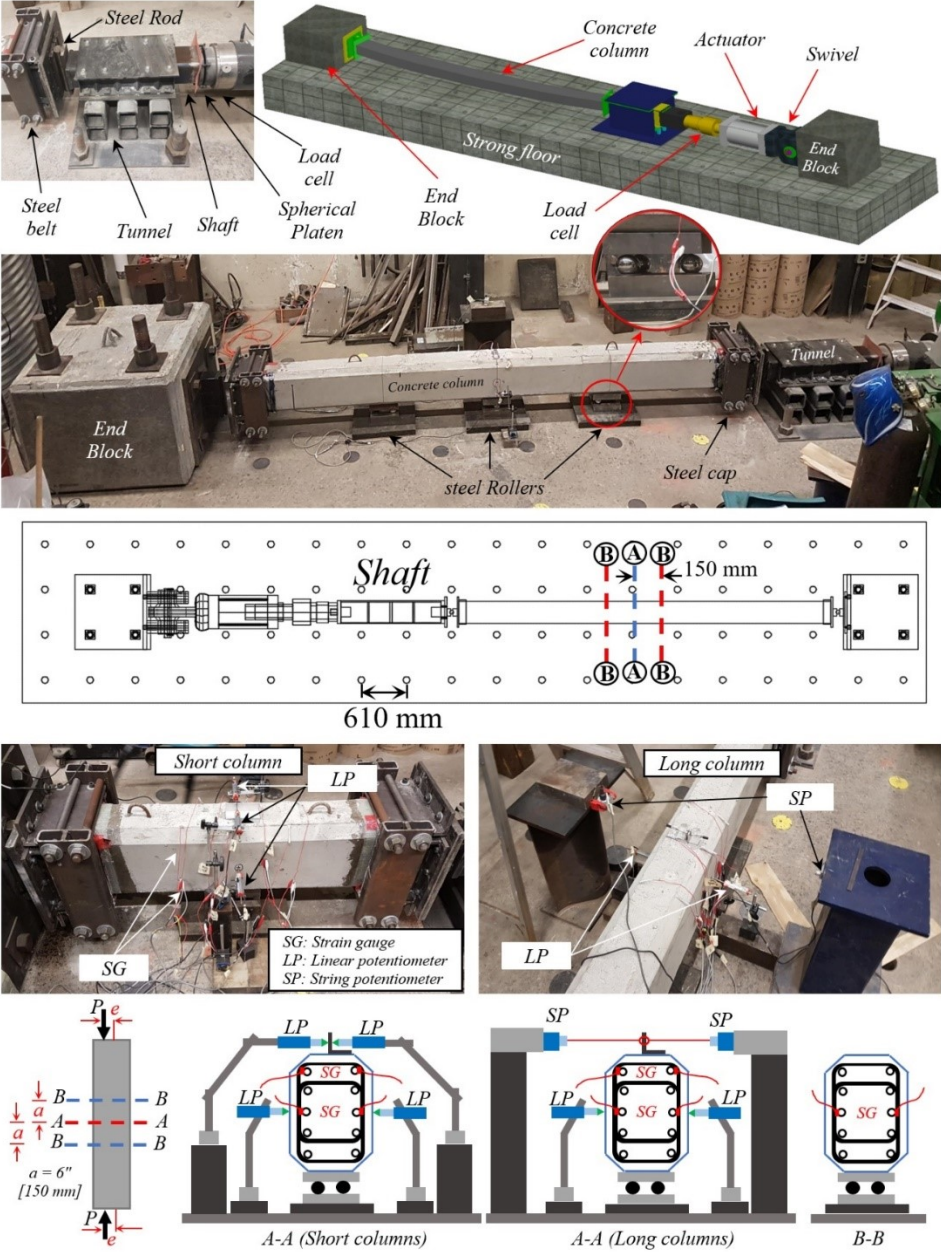 Steel Rod
Steel
belt
Tunnel
Shaft
Spherical
Platen
Load
cell
Concrete
column
Actuator
Swivel
Strong floor
End
Block
End
Block
Load
cell
End
Block
Concrete column
Tunnel
steel Rollers
Steel cap
Shaft
B A B
150 mm
B A B
610 mm
Short column
LP
SG
SG: Strain gauge
LP: Linear potentiometer
SP: String potentiometer
Long column
SP
LP
P
e
B B
a
A A
a
B B
a = 6"
[150 mm]
P
e
LP LP
SG
LP SG LP
A-A (Short columns)
SP SP
SG
LP SG LP
A-A (Long columns)
SG
B-B